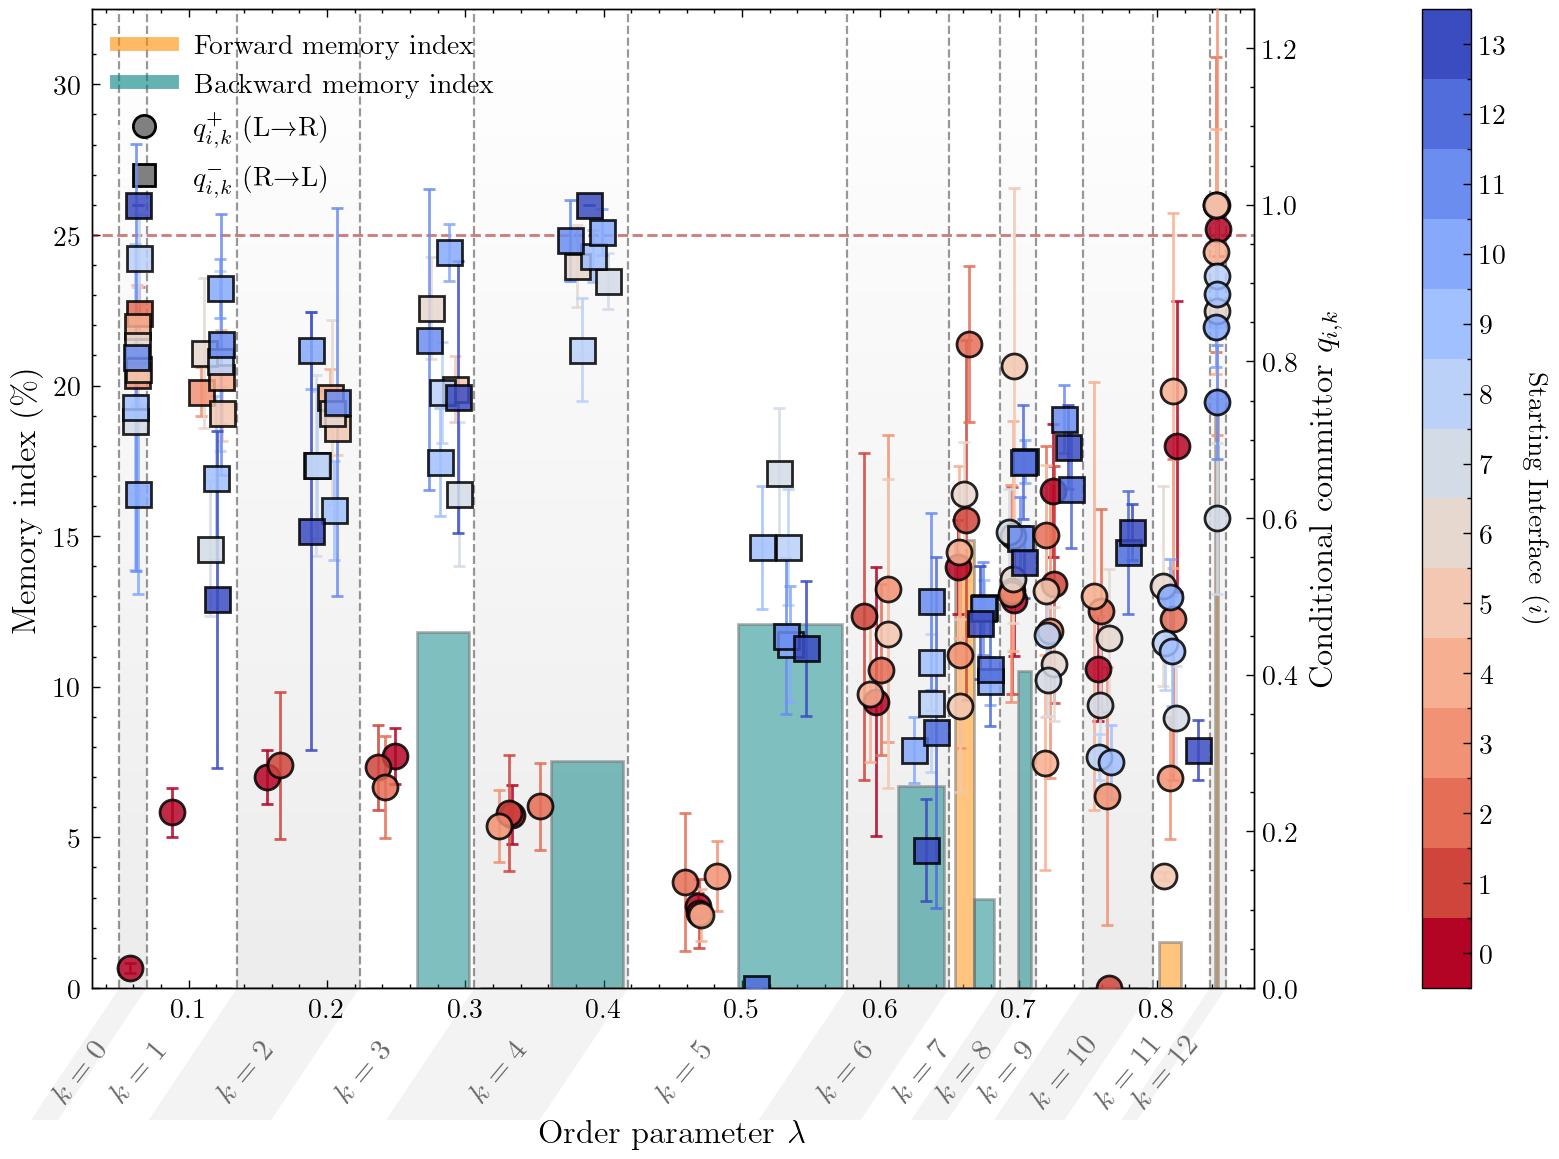 Forward memory index
Backward memory index
q⁺ᵢ,ₖ (L→R)
q⁻ᵢ,ₖ (R→L)
Memory index (%)
30
25
20
15
10
5
0
0.1 0.2 0.3 0.4 0.5 0.6 0.7 0.8
k = 0 k = 1 k = 2 k = 3 k = 4 k = 5 k = 6 k = 7 k = 8 k = 9 k = 10 k = 11 k = 12
Order parameter λ
1.2
1.0
0.8
0.6
0.4
0.2
0.0
Conditional committor qᵢ,ₖ
13
12
11
10
9
8
7
6
5
4
3
2
1
0
Starting Interface (i)